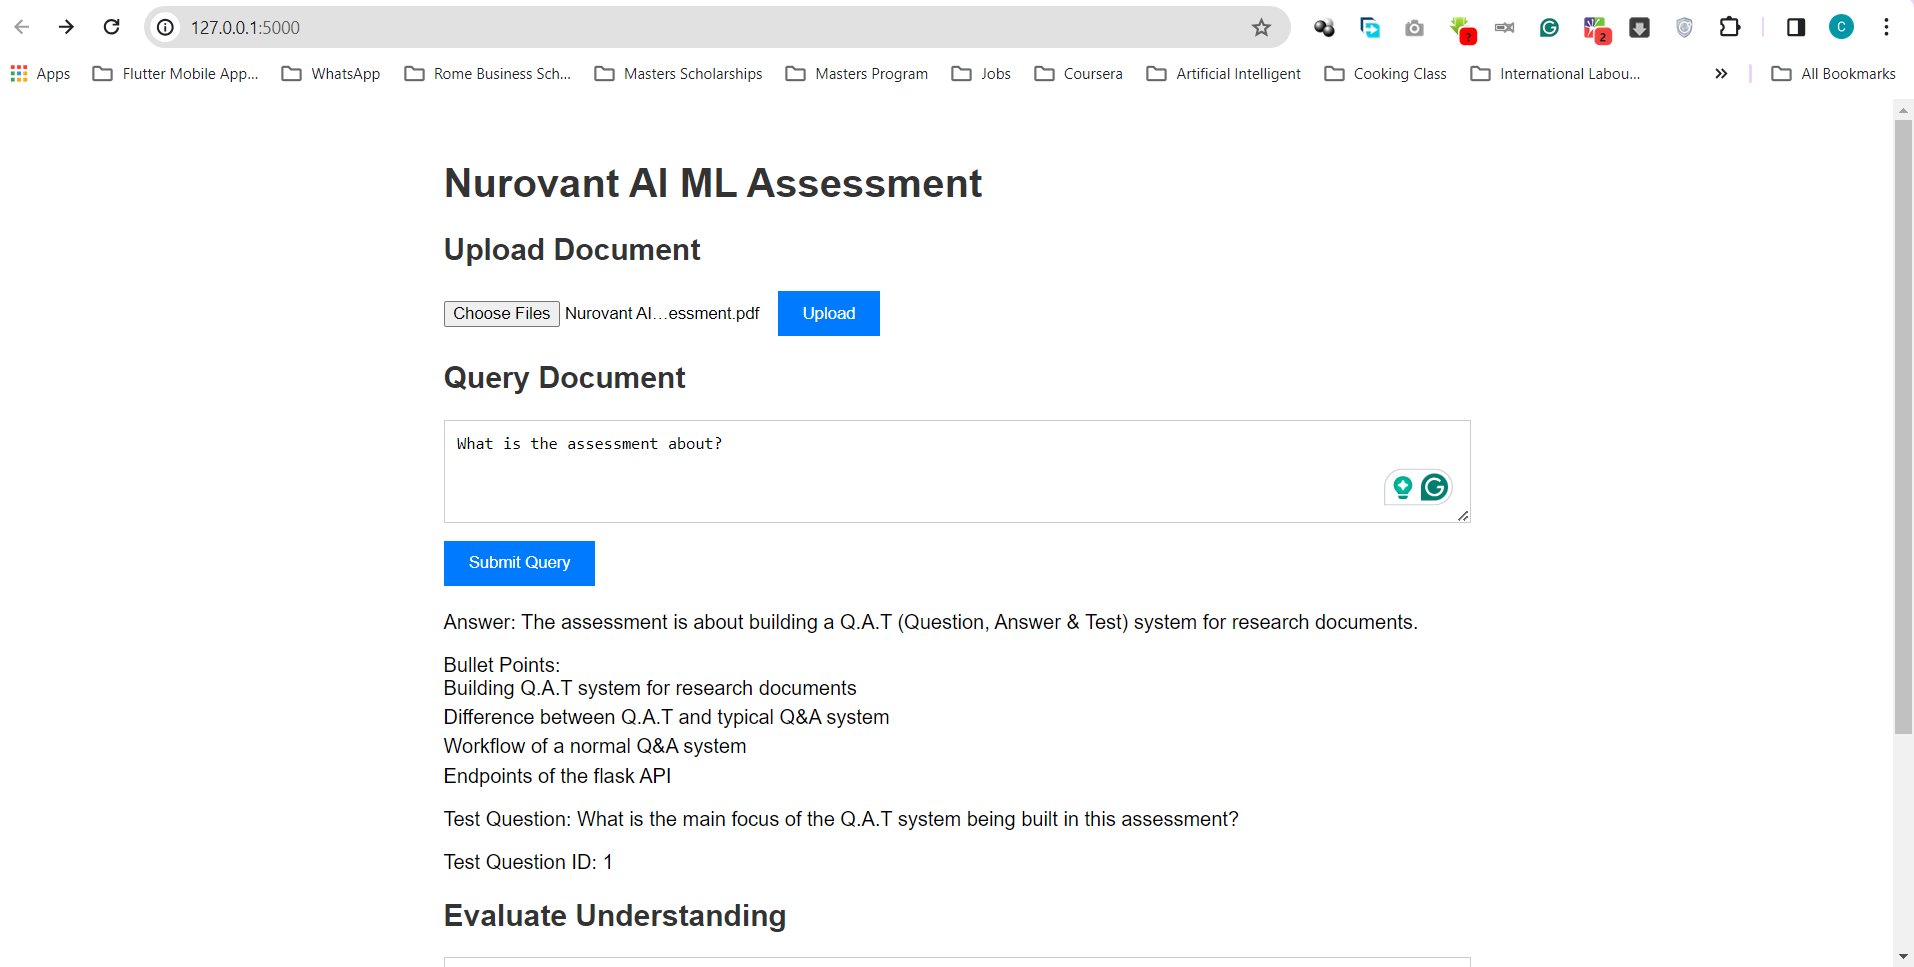 127.0.0.1:5000
Apps Flutter Mobile App... WhatsApp Rome Business Sch... Masters Scholarships Masters Program Jobs Coursera Artificial Intelligent Cooking Class International Labou... » All Bookmarks
Nurovant AI ML Assessment
Upload Document
Choose Files Nurovant AI...essment.pdf Upload
Query Document
What is the assessment about?
Submit Query
Answer: The assessment is about building a Q.A.T (Question, Answer & Test) system for research documents.
Bullet Points:
Building Q.A.T system for research documents
Difference between Q.A.T and typical Q&A system
Workflow of a normal Q&A system
Endpoints of the flask API
Test Question: What is the main focus of the Q.A.T system being built in this assessment?
Test Question ID: 1
Evaluate Understanding